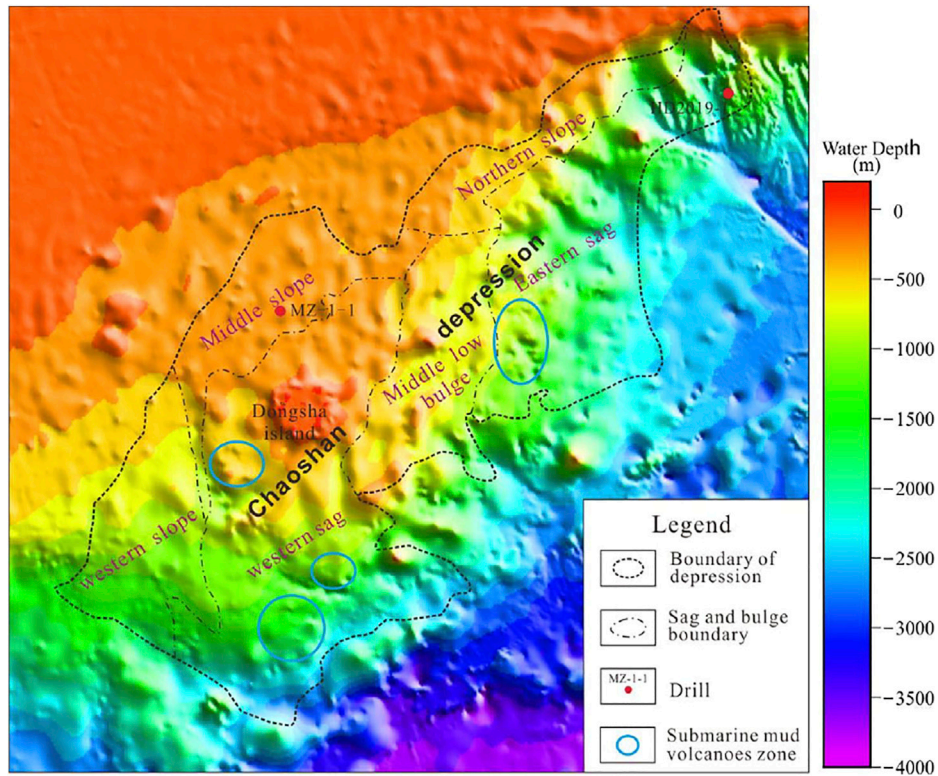 Water Depth
(m)
0
−500
−1000
−1500
−2000
−2500
−3000
−3500
−4000
Northern slope
depression
Eastern sag
Middle slope
MZ-1-1
Middle low
bulge
Dongsha
island
Chaoshan
western slope
western sag
Legend
Boundary of
depression
Sag and bulge
boundary
MZ-1-1
Drill
Submarine mud
volcanoes zone